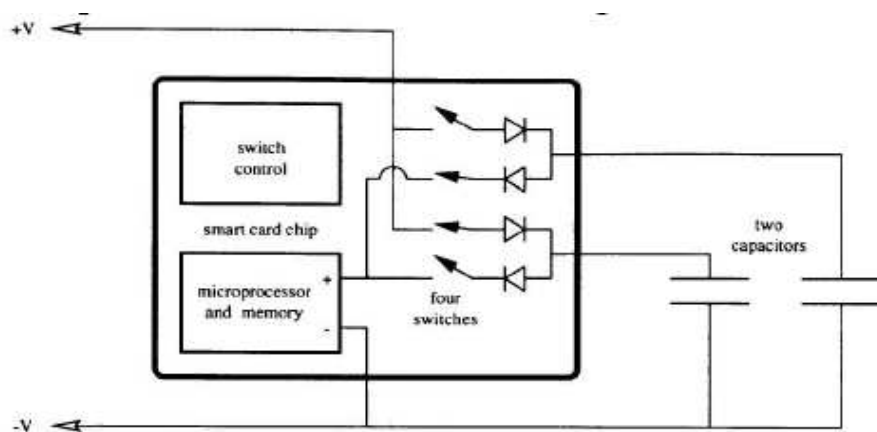 +V
switch
control
smart card chip
microprocessor
and memory
+
-
four
switches
two
capacitors
-V